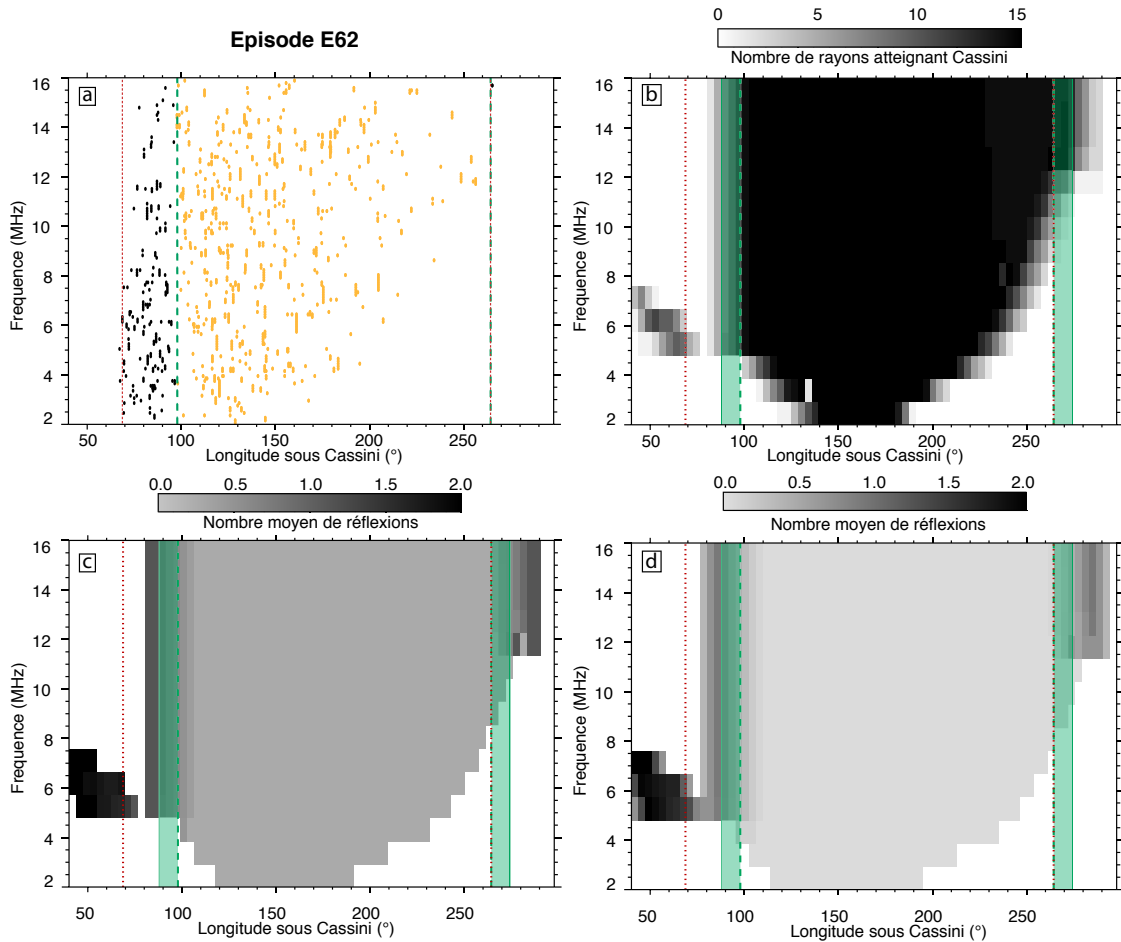 Episode E62
0 5 10 15
Nombre de rayons atteignant Cassini
a
16
14
12
10
8
6
4
2
Frequence (MHz)
50 100 150 200 250
Longitude sous Cassini (°)
b
16
14
12
10
8
6
4
2
Frequence (MHz)
50 100 150 200 250
Longitude sous Cassini (°)
0.0 0.5 1.0 1.5 2.0
Nombre moyen de réflexions
c
16
14
12
10
8
6
4
2
Frequence (MHz)
50 100 150 200 250
Longitude sous Cassini (°)
0.0 0.5 1.0 1.5 2.0
Nombre moyen de réflexions
d
16
14
12
10
8
6
4
2
Frequence (MHz)
50 100 150 200 250
Longitude sous Cassini (°)